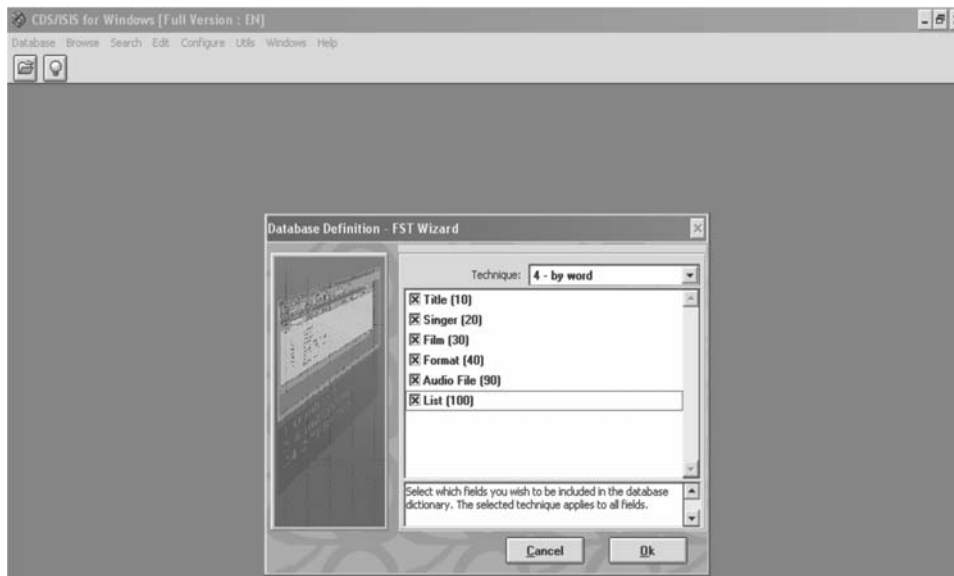 CDS/ISIS for Windows [Full Version : EN]
Database Browse Search Edit Configure Utils Windows Help
Database Definition - FST Wizard
Technique: 4 - by word
Title (10)
Singer (20)
Film (30)
Format (40)
Audio File (90)
List (100)
Select which fields you wish to be included in the database
dictionary. The selected technique applies to all fields.
Cancel Ok